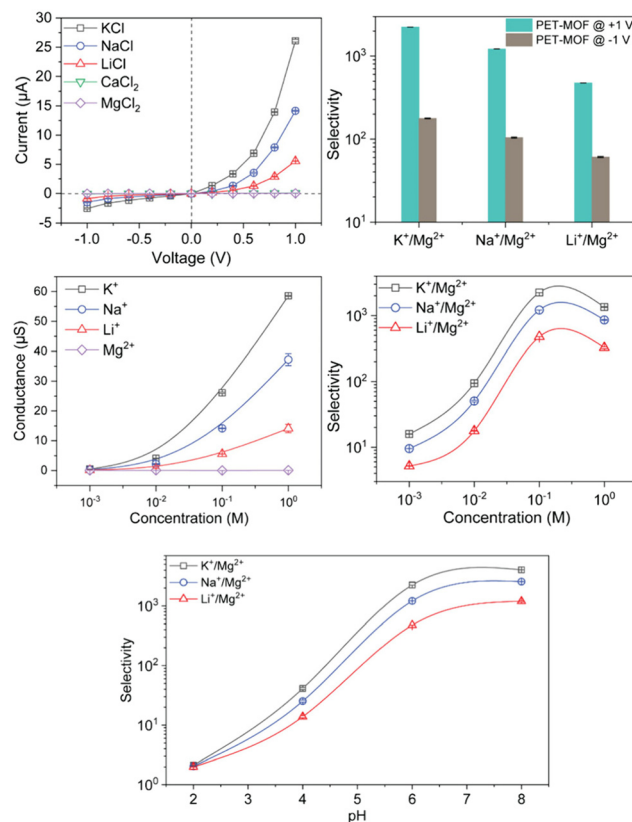 30
25
20
15
10
5
0
-5
Current (µA)
KCl
NaCl
LiCl
CaCl₂
MgCl₂
-1.0 -0.5 0.0 0.5 1.0
Voltage (V)
PET-MOF @ +1 V
PET-MOF @ -1 V
10³
10²
10¹
Selectivity
K⁺/Mg²⁺ Na⁺/Mg²⁺ Li⁺/Mg²⁺
60
50
40
30
20
10
0
Conductance (µS)
K⁺
Na⁺
Li⁺
Mg²⁺
10⁻³ 10⁻² 10⁻¹ 10⁰
Concentration (M)
10³
10²
10¹
Selectivity
K⁺/Mg²⁺
Na⁺/Mg²⁺
Li⁺/Mg²⁺
10⁻³ 10⁻² 10⁻¹ 10⁰
Concentration (M)
10³
10²
10¹
10⁰
Selectivity
K⁺/Mg²⁺
Na⁺/Mg²⁺
Li⁺/Mg²⁺
2 3 4 5 6 7 8
pH